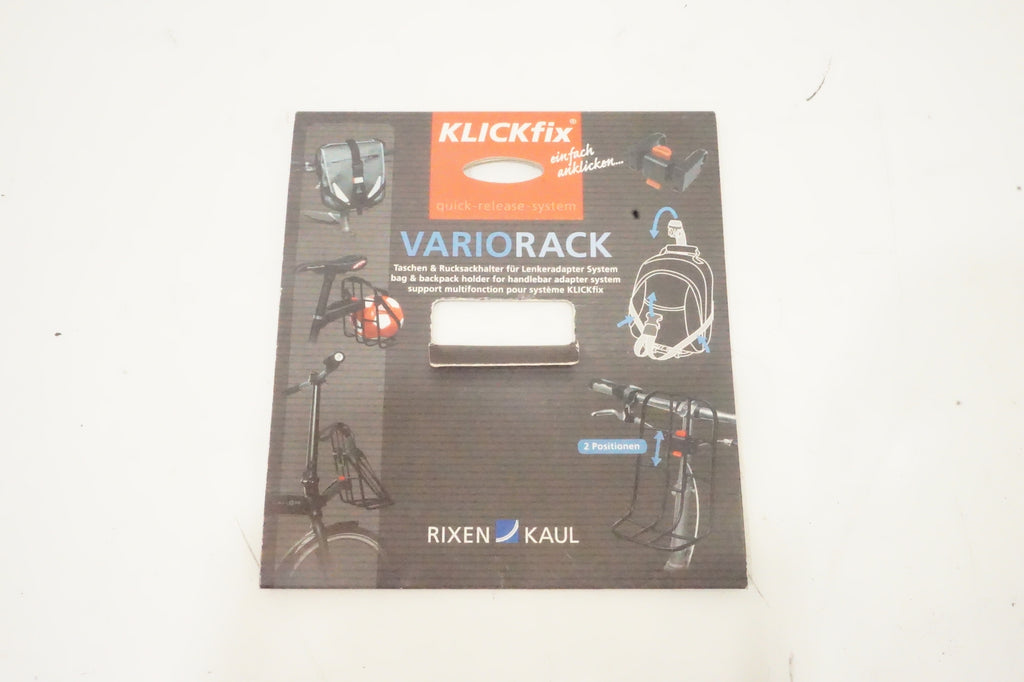 KLICKfix®
einfach
anklicken...
quick-release-system
VARIORACK
Taschen & Rucksackhalter für Lenkeradapter System
bag & backpack holder for handlebar adapter system
support multifonction pour système KLICKfix
2 Positionen
RIXEN KAUL